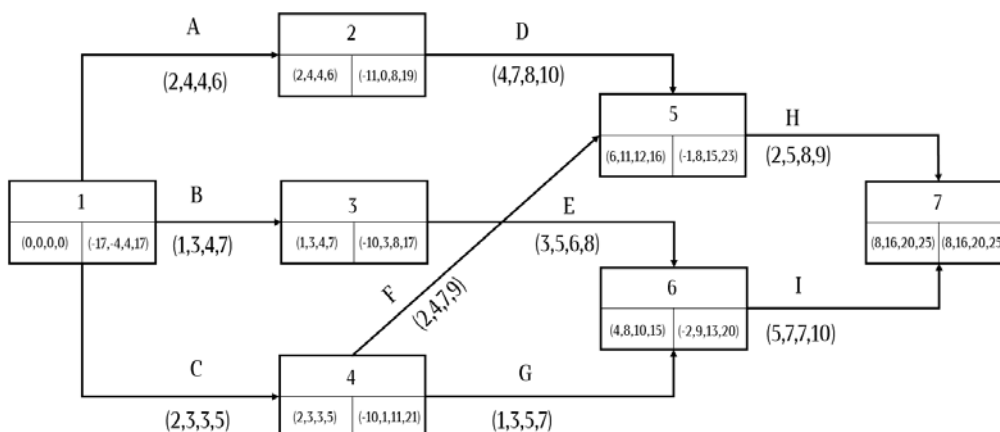 A
(2,4,4,6)
2
(2,4,4,6) (-11,0,8,19)
D
(4,7,8,10)
5
(6,11,12,16) (-1,8,15,23)
H
(2,5,8,9)
1
(0,0,0,0) (-17,-4,4,17)
B
(1,3,4,7)
3
(1,3,4,7) (-10,3,8,17)
E
(3,5,6,8)
7
(8,16,20,25) (8,16,20,25
F
(2,4,7,9)
6
(4,8,10,15) (-2,9,13,20)
I
(5,7,7,10)
C
(2,3,3,5)
4
(2,3,3,5) (-10,1,11,21)
G
(1,3,5,7)